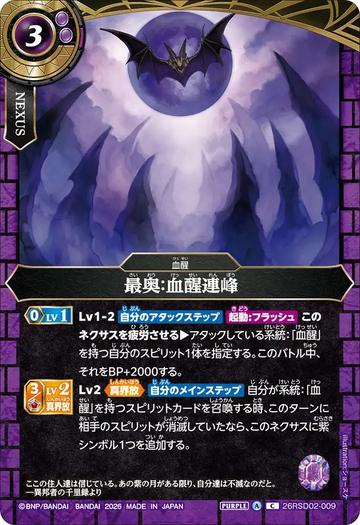 3
NEXUS
血醒
最奥:血醒連峰
0 LV1 Lv1-2 自分のアタックステップ 起動:フラッシュ この
ネクサスを疲労させる▶アタックしている系統:「血醒」
を持つ自分のスピリット1体を指定する。このバトル中、
それをBP+2000する。
3 LV2 真界放 Lv2 真界放 自分のメインステップ 自分が系統:「血
醒」を持つスピリットカードを召喚する時、このターンに
相手のスピリットが消滅していたなら、このネクサスに紫
シンボル1つを追加する。
ここの住人達は信じている。あの紫の月がある限り、自分達は不滅なのだと。
―異邦者の千里録より
©BNP/BANDAI BANDAI 2026 MADE IN JAPAN PURPLE A C 26RSD02-009